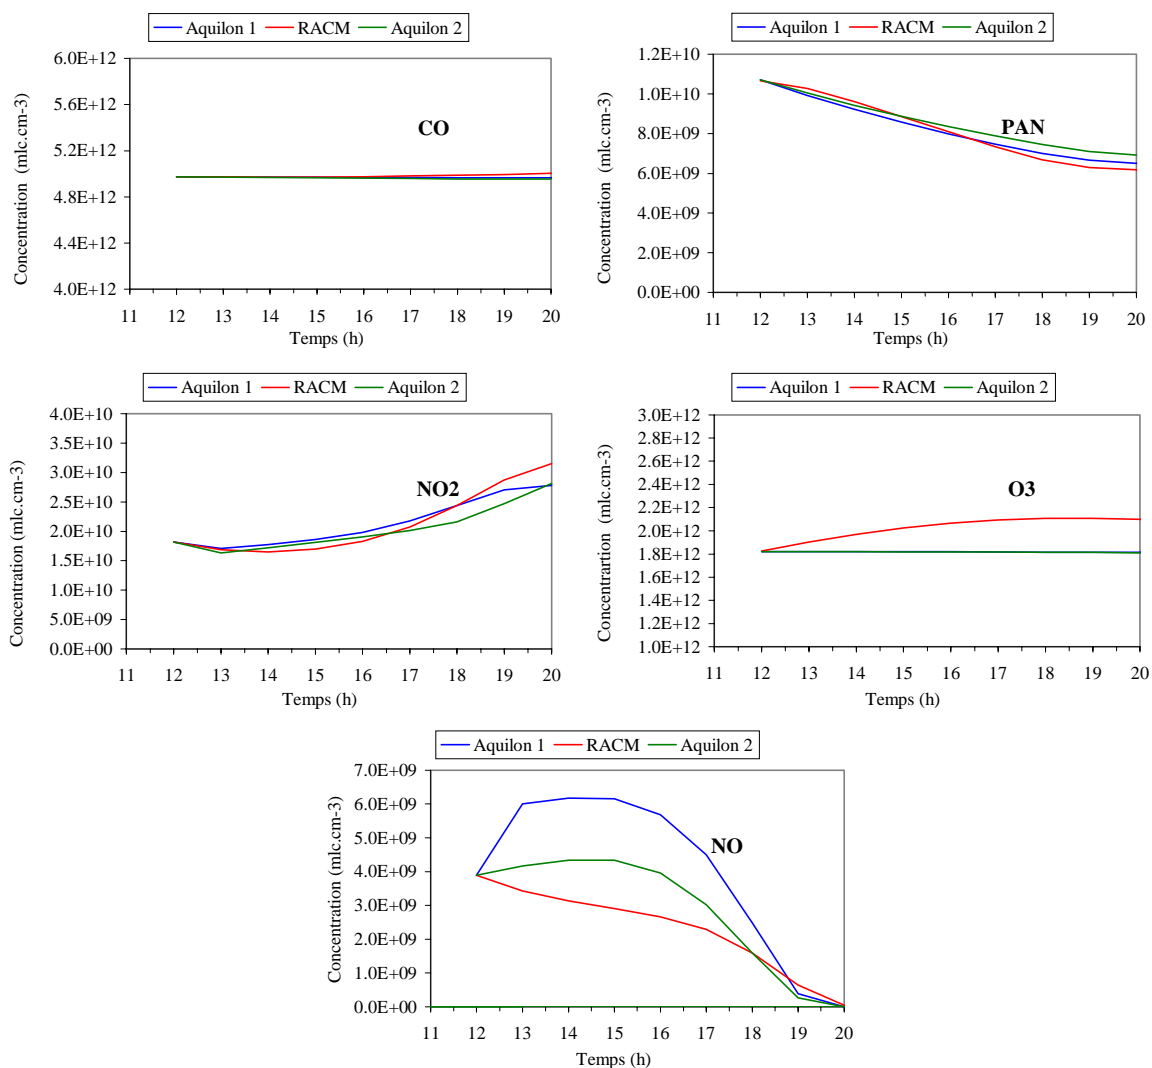 Aquilon 1 RACM Aquilon 2
Concentration (mlc.cm-3)
6.0E+12
5.6E+12
5.2E+12
4.8E+12
4.4E+12
4.0E+12
CO
11 12 13 14 15 16 17 18 19 20
Temps (h)
Aquilon 1 RACM Aquilon 2
Concentration (mlc.cm-3)
1.2E+10
1.0E+10
8.0E+09
6.0E+09
4.0E+09
2.0E+09
0.0E+00
PAN
11 12 13 14 15 16 17 18 19 20
Temps (h)
Aquilon 1 RACM Aquilon 2
Concentration (mlc.cm-3)
4.0E+10
3.5E+10
3.0E+10
2.5E+10
2.0E+10
1.5E+10
1.0E+10
5.0E+09
0.0E+00
NO2
11 12 13 14 15 16 17 18 19 20
Temps (h)
Aquilon 1 RACM Aquilon 2
Concentrartion (mlc.cm-3)
3.0E+12
2.8E+12
2.6E+12
2.4E+12
2.2E+12
2.0E+12
1.8E+12
1.6E+12
1.4E+12
1.2E+12
1.0E+12
O3
11 12 13 14 15 16 17 18 19 20
Temps (h)
Aquilon 1 RACM Aquilon 2
Concentration (mlc.cm-3)
7.0E+09
6.0E+09
5.0E+09
4.0E+09
3.0E+09
2.0E+09
1.0E+09
0.0E+00
NO
11 12 13 14 15 16 17 18 19 20
Temps (h)